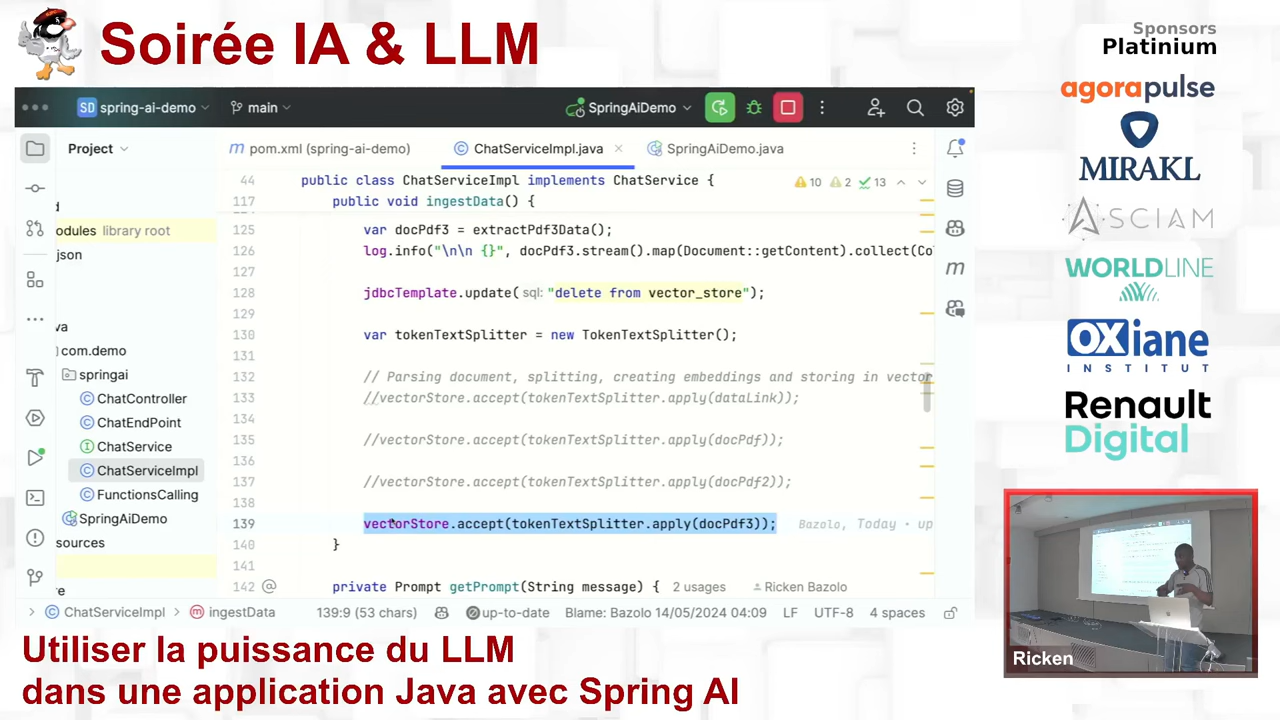 Soirée IA & LLM
Sponsors
Platinium
agorapulse
MIRAKL
ASCIAM
WORLDLINE
OXiane
INSTITUT
Renault
Digital
SD spring-ai-demo
main
SpringAiDemo
Project
pom.xml (spring-ai-demo)
ChatServiceImpl.java
SpringAiDemo.java
44 public class ChatServiceImpl implements ChatService {
10 2 13
117 public void ingestData() {
125 var docPdf3 = extractPdf3Data();
126 log.info("\n\n {}", docPdf3.stream().map(Document::getContent).collect(Co
127
128 jdbcTemplate.update( sql: "delete from vector_store");
129
130 var tokenTextSplitter = new TokenTextSplitter();
131
132 // Parsing document, splitting, creating embeddings and storing in vector
133 //vectorStore.accept(tokenTextSplitter.apply(dataLink));
134
135 //vectorStore.accept(tokenTextSplitter.apply(docPdf));
136
137 //vectorStore.accept(tokenTextSplitter.apply(docPdf2));
138
139 vectorStore.accept(tokenTextSplitter.apply(docPdf3)); Bazolo, Today · up
140 }
141
142 @ private Prompt getPrompt(String message) { 2 usages Ricken Bazolo
d
odules library root
json
va
com.demo
springai
ChatController
ChatEndPoint
ChatService
ChatServiceImpl
FunctionsCalling
SpringAiDemo
sources
e
ChatServiceImpl > ingestData
139:9 (53 chars)
up-to-date
Blame: Bazolo 14/05/2024 04:09
LF
UTF-8
4 spaces
Ricken
Utiliser la puissance du LLM
dans une application Java avec Spring AI